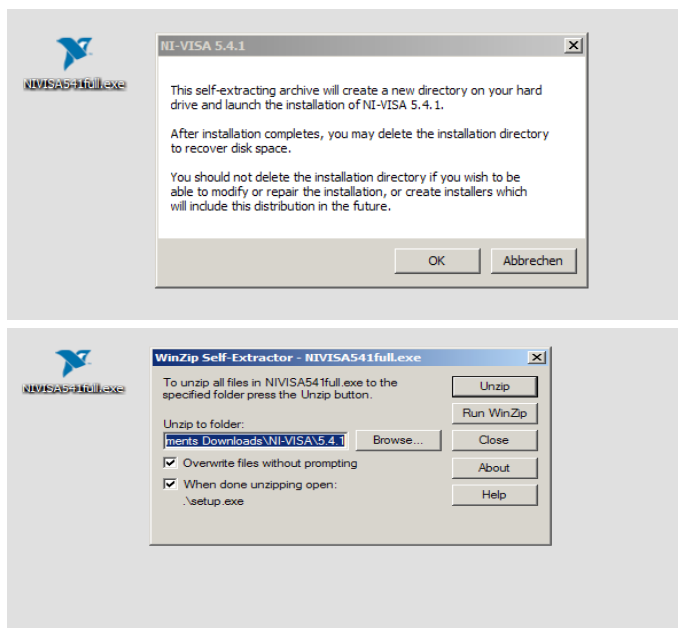 NI-VISA 5.4.1
NIVISA541full.exe
This self-extracting archive will create a new directory on your hard
drive and launch the installation of NI-VISA 5.4.1.
After installation completes, you may delete the installation directory
to recover disk space.
You should not delete the installation directory if you wish to be
able to modify or repair the installation, or create installers which
will include this distribution in the future.
OK
Abbrechen
WinZip Self-Extractor - NIVISA541full.exe
NIVISA541full.exe
To unzip all files in NIVISA541full.exe to the
specified folder press the Unzip button.
Unzip
Run WinZip
Unzip to folder:
ments Downloads\NI-VISA\5.4.1
Browse...
Close
Overwrite files without prompting
About
When done unzipping open:
.\setup.exe
Help